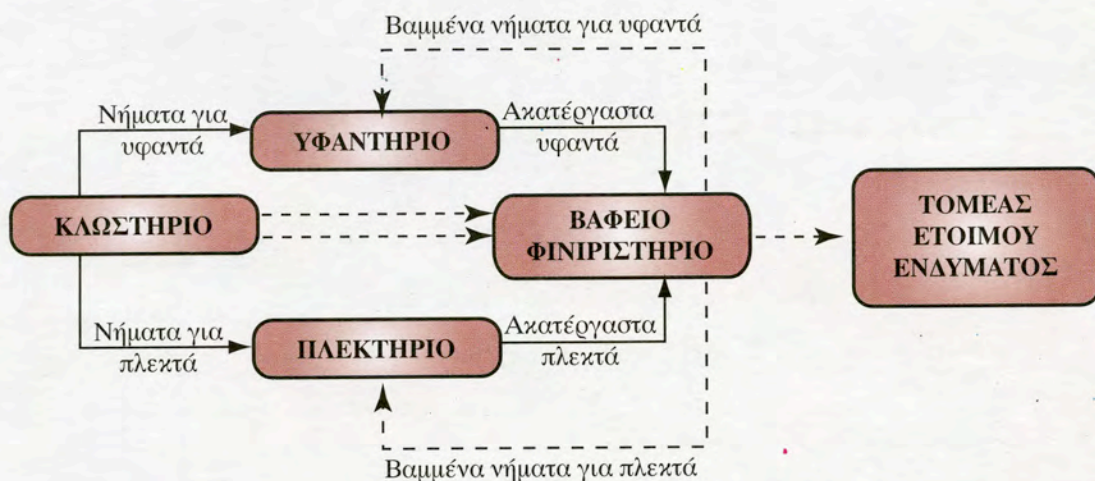 Βαμμένα νήματα για υφαντά
Νήματα για
υφαντά
ΥΦΑΝΤΗΡΙΟ
Ακατέργαστα
υφαντά
ΚΛΩΣΤΗΡΙΟ
ΒΑΦΕΙΟ
ΦΙΝΙΡΙΣΤΗΡΙΟ
ΤΟΜΕΑΣ
ΕΤΟΙΜΟΥ
ΕΝΔΥΜΑΤΟΣ
Νήματα για
πλεκτά
ΠΛΕΚΤΗΡΙΟ
Ακατέργαστα
πλεκτά
Βαμμένα νήματα για πλεκτά